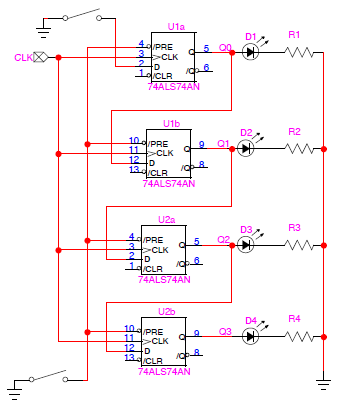 U1a
4 /PRE
3 >CLK
2 D
1 /CLR
Q 5 Q0
/Q 6
74ALS74AN
D1 R1
CLK
U1b
10 /PRE
11 >CLK
12 D
13 /CLR
Q 9 Q1
/Q 8
74ALS74AN
D2 R2
U2a
4 /PRE
3 >CLK
2 D
1 /CLR
Q 5 Q2
/Q 6
74ALS74AN
D3 R3
U2b
10 /PRE
11 >CLK
12 D
13 /CLR
Q 9 Q3
/Q 8
74ALS74AN
D4 R4